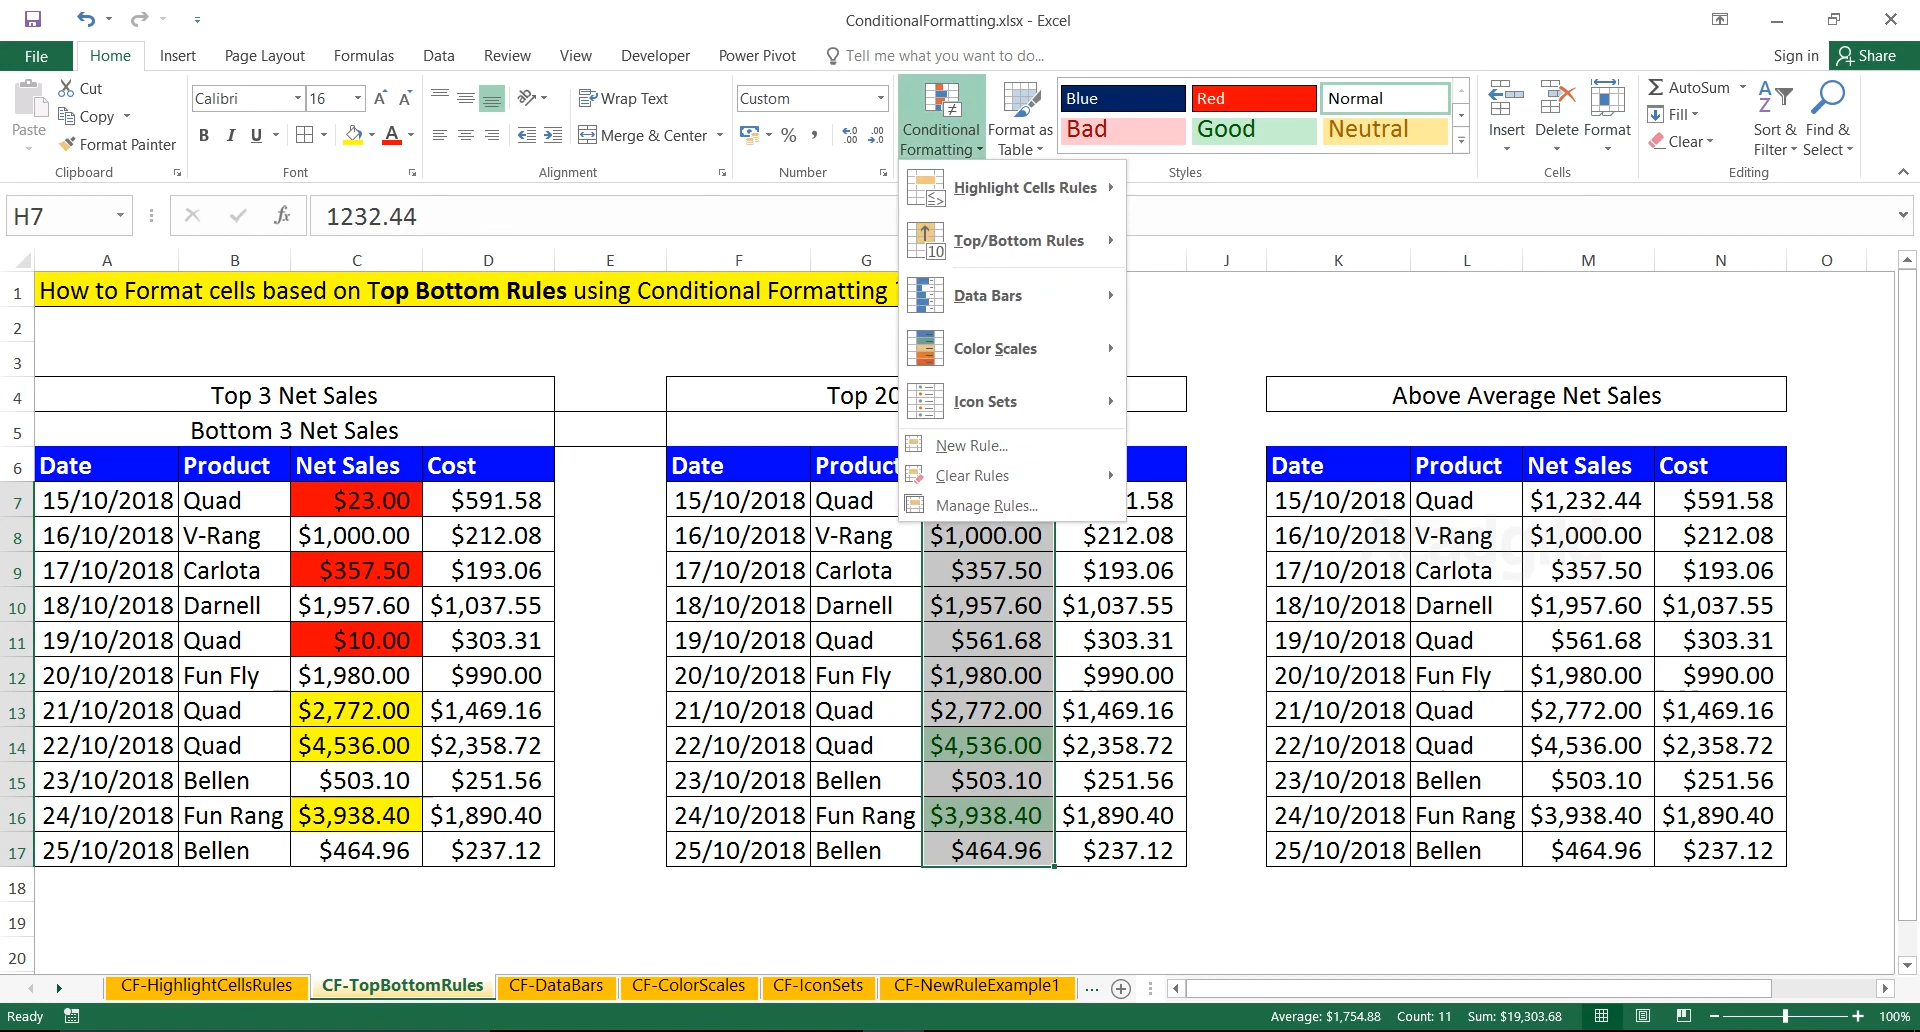 ConditionalFormatting.xlsx - Excel
File Home Insert Page Layout Formulas Data Review View Developer Power Pivot Tell me what you want to do... Sign in Share
Paste
Cut
Copy
Format Painter
Clipboard
Calibri 16
B I U A
Font
Wrap Text
Merge & Center
Alignment
Custom
% ,
Number
Conditional Formatting
Format as Table
Blue Red Normal
Bad Good Neutral
Styles
Insert Delete Format
Cells
AutoSum
Fill
Clear
Sort & Filter
Find & Select
Editing
H7 fx 1232.44
Highlight Cells Rules
Top/Bottom Rules
Data Bars
Color Scales
Icon Sets
New Rule...
Clear Rules
Manage Rules...
A B C D E F G J K L M N O
1 How to Format cells based on Top Bottom Rules using Conditional Formatting
2
3
4 Top 3 Net Sales Top 20 Above Average Net Sales
5 Bottom 3 Net Sales
6 Date Product Net Sales Cost Date Product Date Product Net Sales Cost
7 15/10/2018 Quad $23.00 $591.58 15/10/2018 Quad 1.58 15/10/2018 Quad $1,232.44 $591.58
8 16/10/2018 V-Rang $1,000.00 $212.08 16/10/2018 V-Rang $1,000.00 $212.08 16/10/2018 V-Rang $1,000.00 $212.08
9 17/10/2018 Carlota $357.50 $193.06 17/10/2018 Carlota $357.50 $193.06 17/10/2018 Carlota $357.50 $193.06
10 18/10/2018 Darnell $1,957.60 $1,037.55 18/10/2018 Darnell $1,957.60 $1,037.55 18/10/2018 Darnell $1,957.60 $1,037.55
11 19/10/2018 Quad $10.00 $303.31 19/10/2018 Quad $561.68 $303.31 19/10/2018 Quad $561.68 $303.31
12 20/10/2018 Fun Fly $1,980.00 $990.00 20/10/2018 Fun Fly $1,980.00 $990.00 20/10/2018 Fun Fly $1,980.00 $990.00
13 21/10/2018 Quad $2,772.00 $1,469.16 21/10/2018 Quad $2,772.00 $1,469.16 21/10/2018 Quad $2,772.00 $1,469.16
14 22/10/2018 Quad $4,536.00 $2,358.72 22/10/2018 Quad $4,536.00 $2,358.72 22/10/2018 Quad $4,536.00 $2,358.72
15 23/10/2018 Bellen $503.10 $251.56 23/10/2018 Bellen $503.10 $251.56 23/10/2018 Bellen $503.10 $251.56
16 24/10/2018 Fun Rang $3,938.40 $1,890.40 24/10/2018 Fun Rang $3,938.40 $1,890.40 24/10/2018 Fun Rang $3,938.40 $1,890.40
17 25/10/2018 Bellen $464.96 $237.12 25/10/2018 Bellen $464.96 $237.12 25/10/2018 Bellen $464.96 $237.12
18
19
20
CF-HighlightCellsRules CF-TopBottomRules CF-DataBars CF-ColorScales CF-IconSets CF-NewRuleExample1 ...
Ready Average: $1,754.88 Count: 11 Sum: $19,303.68 100%